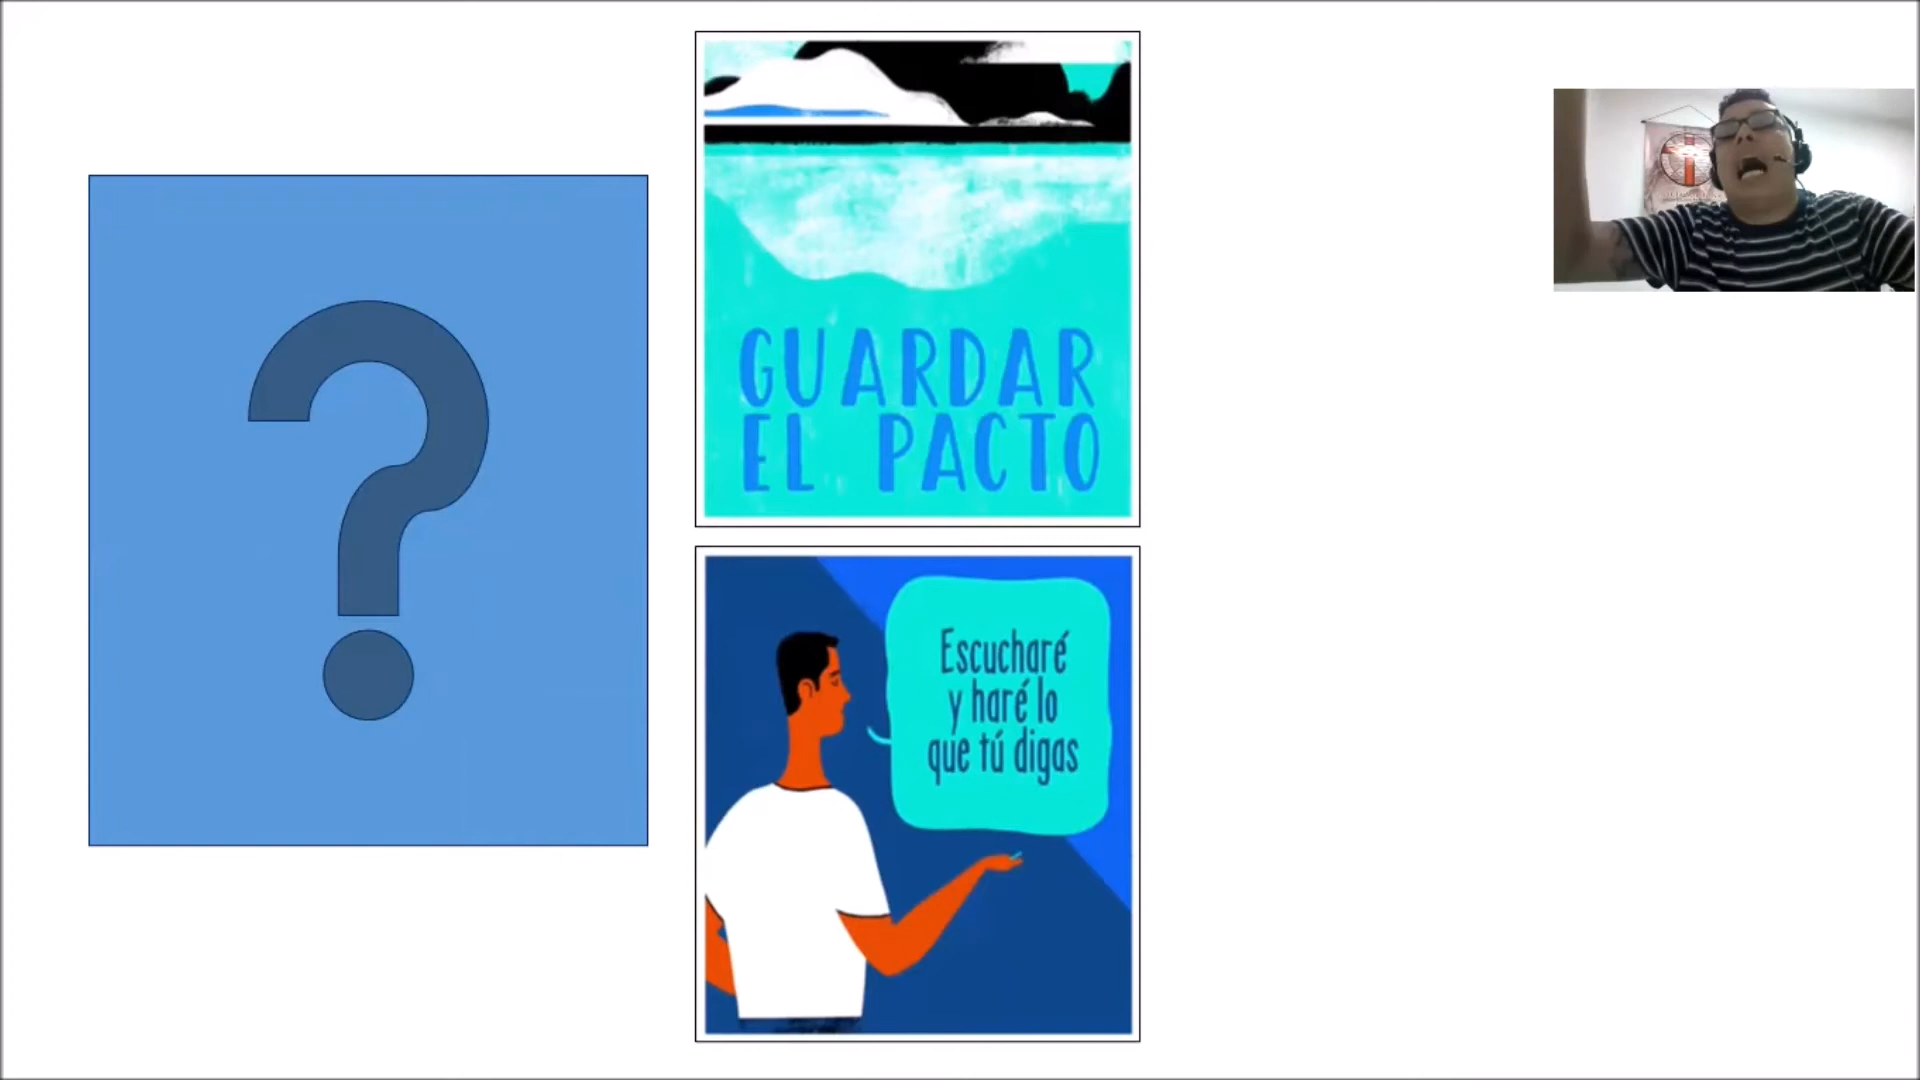 GUARDAR
EL PACTO
Escucharé
y haré lo
que tú digas